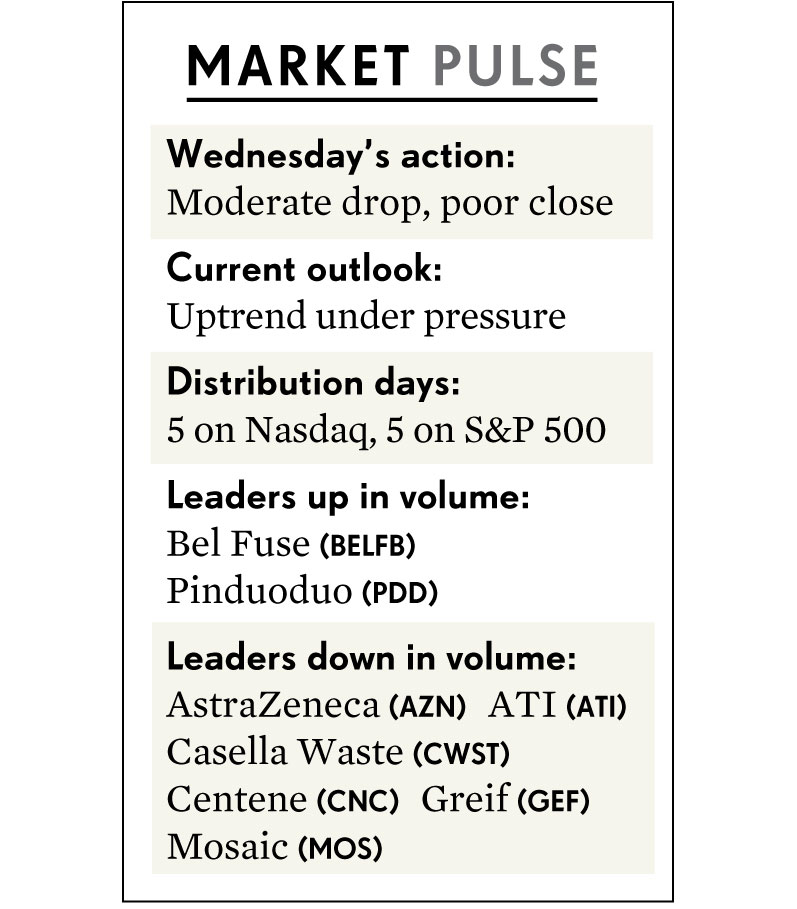 MARKET PULSE
Wednesday's action:
Moderate drop, poor close
Current outlook:
Uptrend under pressure
Distribution days:
5 on Nasdaq, 5 on S&P 500
Leaders up in volume:
Bel Fuse (BELFB)
Pinduoduo (PDD)
Leaders down in volume:
AstraZeneca (AZN) ATI (ATI)
Casella Waste (CWST)
Centene (CNC) Greif (GEF)
Mosaic (MOS)